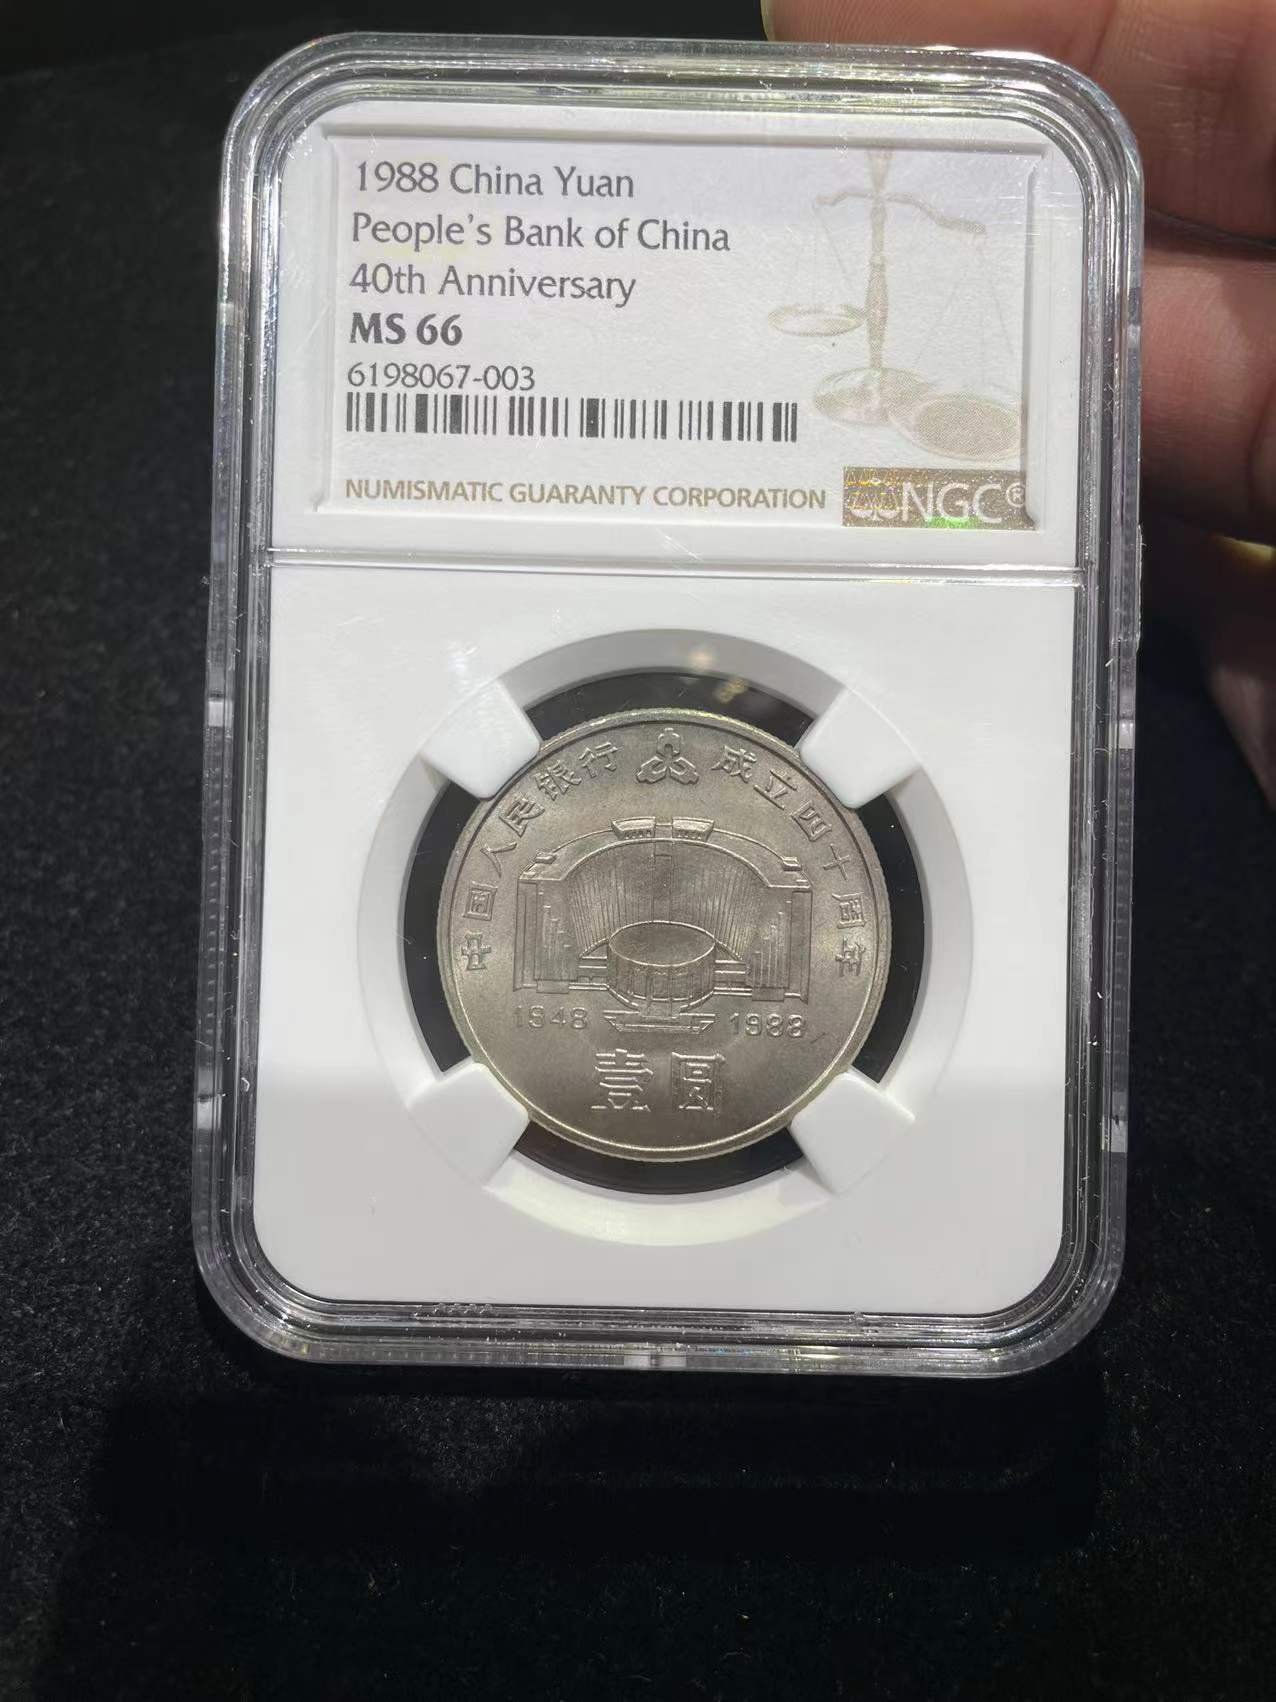 1988 China Yuan
People's Bank of China
40th Anniversary
MS 66
6198067-003
NUMISMATIC GUARANTY CORPORATION
NGC®
中国人民银行 成立四十周年
1948 1988
壹圆